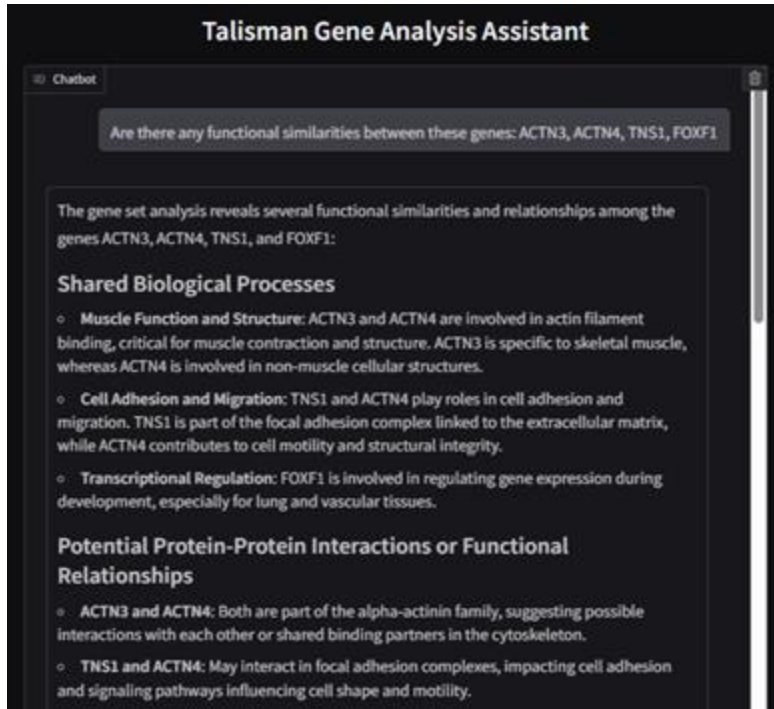 Talisman Gene Analysis Assistant
Chatbot
Are there any functional similarities between these genes: ACTN3, ACTN4, TNS1, FOXF1
The gene set analysis reveals several functional similarities and relationships among the
genes ACTN3, ACTN4, TNS1, and FOXF1:
Shared Biological Processes
Muscle Function and Structure: ACTN3 and ACTN4 are involved in actin filament
binding, critical for muscle contraction and structure. ACTN3 is specific to skeletal muscle,
whereas ACTN4 is involved in non-muscle cellular structures.
Cell Adhesion and Migration: TNS1 and ACTN4 play roles in cell adhesion and
migration. TNS1 is part of the focal adhesion complex linked to the extracellular matrix,
while ACTN4 contributes to cell motility and structural integrity.
Transcriptional Regulation: FOXF1 is involved in regulating gene expression during
development, especially for lung and vascular tissues.
Potential Protein-Protein Interactions or Functional
Relationships
ACTN3 and ACTN4: Both are part of the alpha-actinin family, suggesting possible
interactions with each other or shared binding partners in the cytoskeleton.
TNS1 and ACTN4: May interact in focal adhesion complexes, impacting cell adhesion
and signaling pathways influencing cell shape and motility.